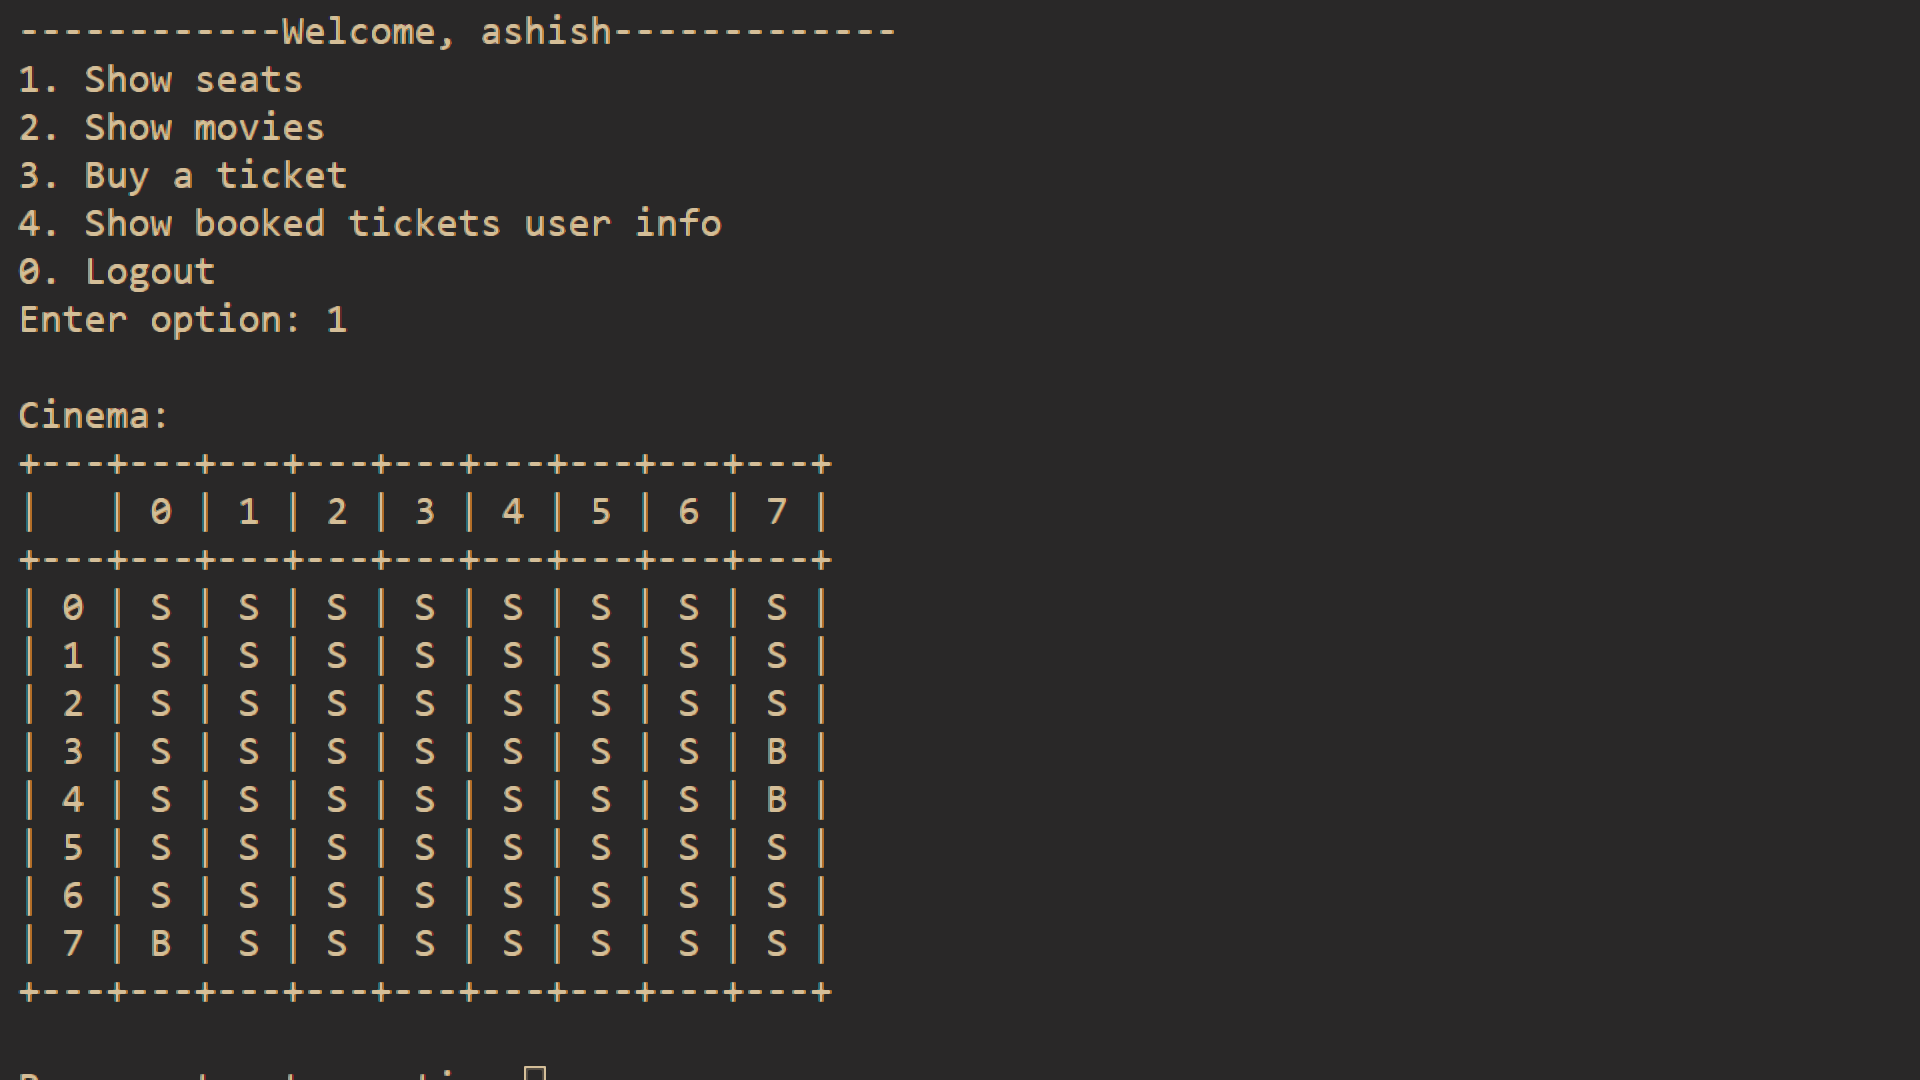 ------------Welcome, ashish-------------
1. Show seats
2. Show movies
3. Buy a ticket
4. Show booked tickets user info
0. Logout
Enter option: 1

Cinema:
+---+---+---+---+---+---+---+---+---+
|   | 0 | 1 | 2 | 3 | 4 | 5 | 6 | 7 |
+---+---+---+---+---+---+---+---+---+
| 0 | S | S | S | S | S | S | S | S |
| 1 | S | S | S | S | S | S | S | S |
| 2 | S | S | S | S | S | S | S | S |
| 3 | S | S | S | S | S | S | S | B |
| 4 | S | S | S | S | S | S | S | B |
| 5 | S | S | S | S | S | S | S | S |
| 6 | S | S | S | S | S | S | S | S |
| 7 | B | S | S | S | S | S | S | S |
+---+---+---+---+---+---+---+---+---+